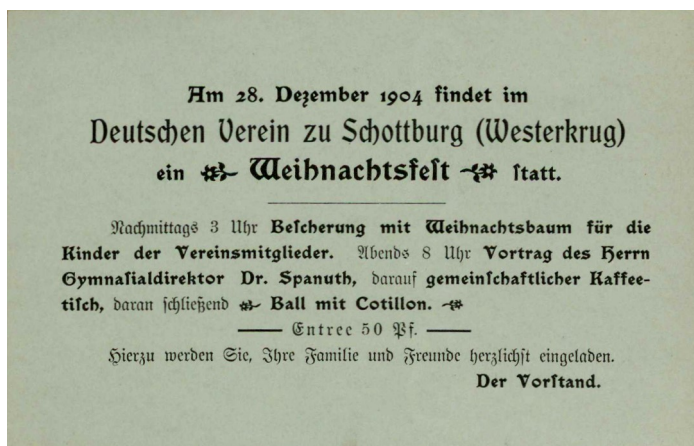 Am 28. Dezember 1904 findet im
Deutschen Verein zu Schottburg (Westerkrug)
ein Weihnachtsfest statt.
Nachmittags 3 Uhr Bescherung mit Weihnachtsbaum für die
Kinder der Vereinsmitglieder. Abends 8 Uhr Vortrag des Herrn
Gymnasialdirektor Dr. Spanuth, darauf gemeinschaftlicher Kaffee-
tisch, daran schließend Ball mit Cotillon.
Entree 50 Pf.
Hierzu werden Sie, Ihre Familie und Freunde herzlichst eingeladen.
Der Vorstand.